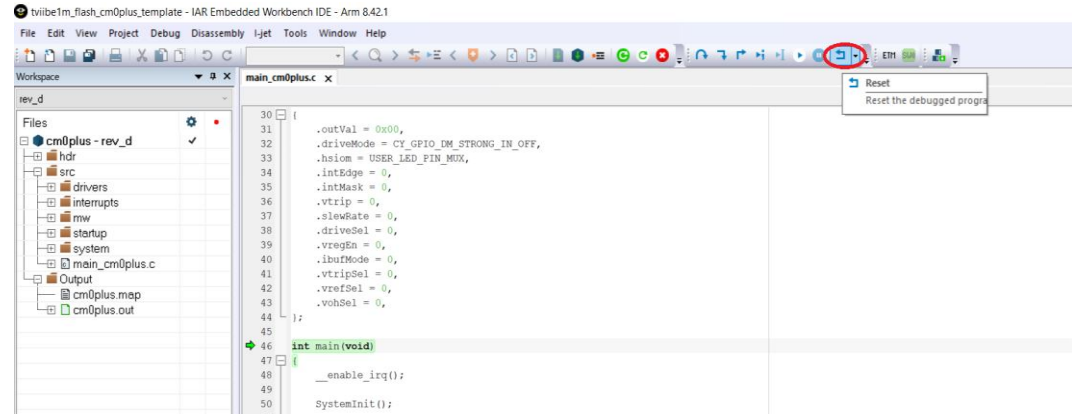 tviibe1m_flash_cm0plus_template - IAR Embedded Workbench IDE - Arm 8.42.1
File Edit View Project Debug Disassembly I-jet Tools Window Help
ETM SWO
Workspace
main_cm0plus.c x
Reset
Reset the debugged progra
rev_d
Files
cm0plus - rev_d
hdr
src
drivers
interrupts
mw
startup
system
main_cm0plus.c
Output
cm0plus.map
cm0plus.out
30 {
31 .outVal = 0x00,
32 .driveMode = CY_GPIO_DM_STRONG_IN_OFF,
33 .hsiom = USER_LED_PIN_MUX,
34 .intEdge = 0,
35 .intMask = 0,
36 .vtrip = 0,
37 .slewRate = 0,
38 .driveSel = 0,
39 .vregEn = 0,
40 .ibufMode = 0,
41 .vtripSel = 0,
42 .vrefSel = 0,
43 .vohSel = 0,
44 };
45
46 int main(void)
47 {
48 __enable_irq();
49
50 SystemInit();